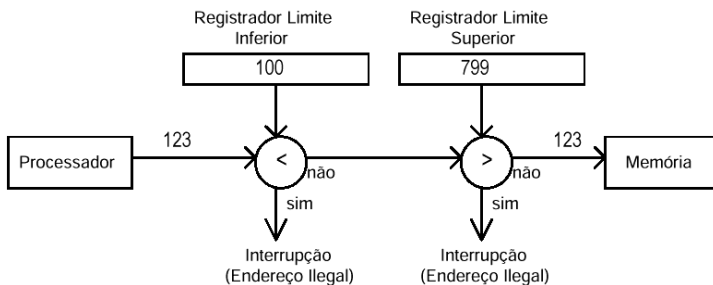 Registrador Limite
Inferior
Registrador Limite
Superior
100
799
Processador
123
<
não
sim
>
não
sim
123
Memória
Interrupção
(Endereço Ilegal)
Interrupção
(Endereço Ilegal)